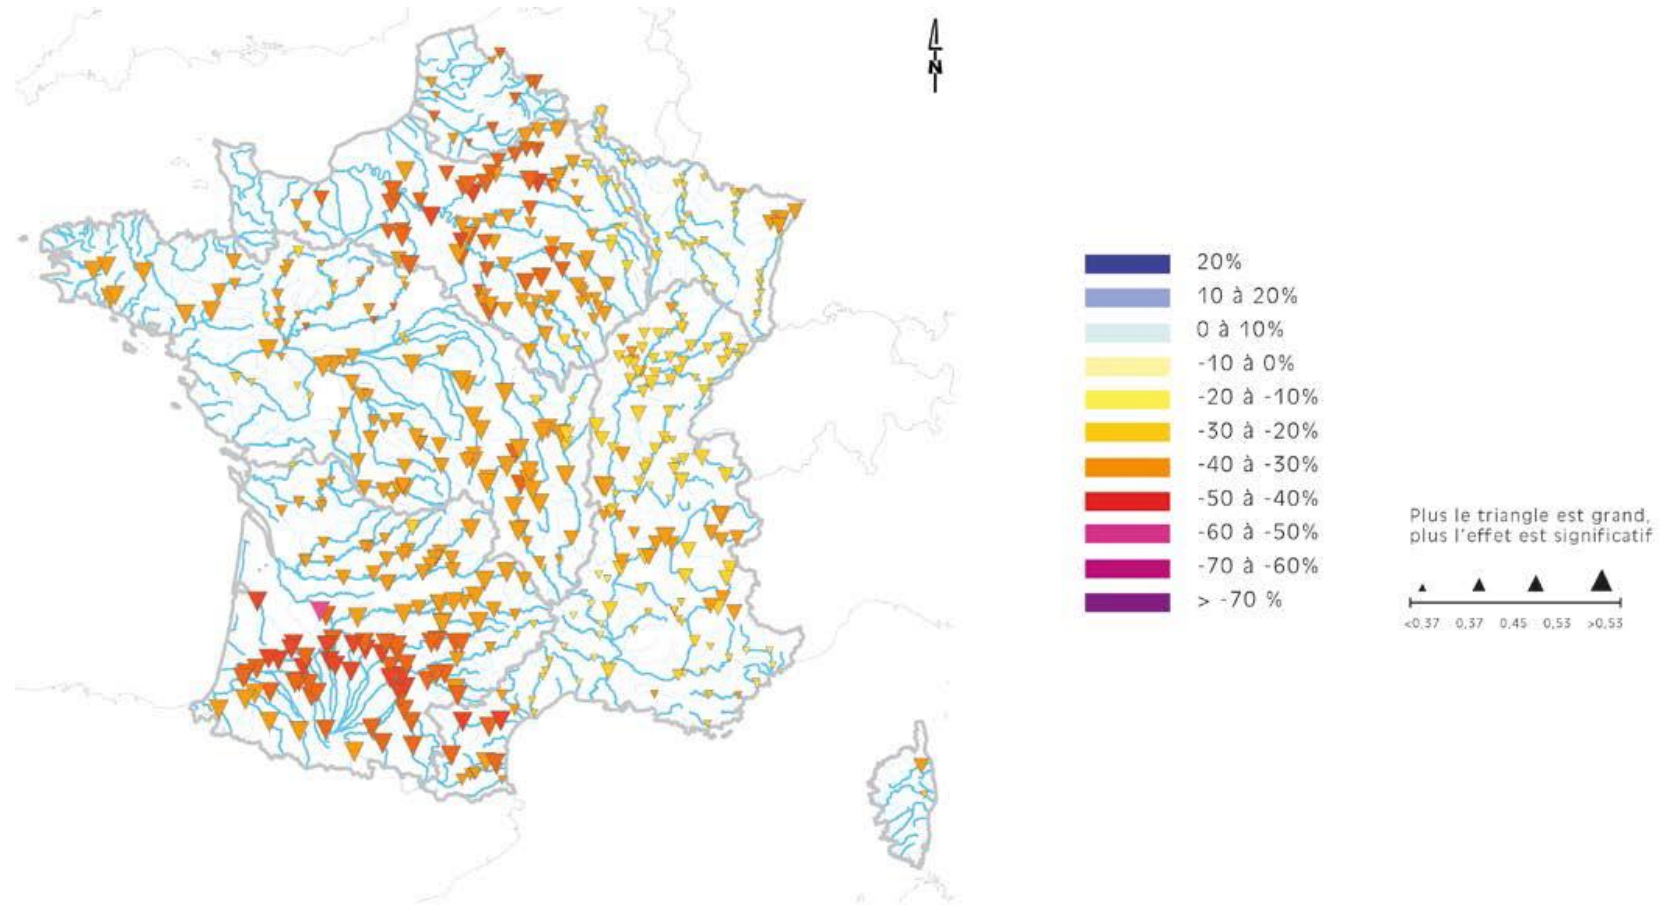 N
20%
10 à 20%
0 à 10%
-10 à 0%
-20 à -10%
-30 à -20%
-40 à -30%
-50 à -40%
-60 à -50%
-70 à -60%
> -70 %
Plus le triangle est grand,
plus l'effet est significatif
<0,37 0,37 0,45 0,53 >0,53